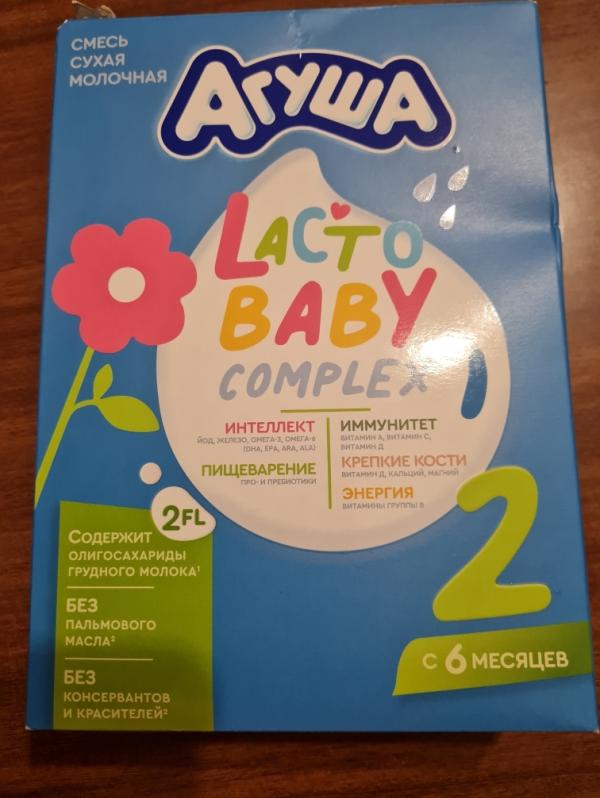 СМЕСЬ
СУХАЯ
МОЛОЧНАЯ
АГУША
LACTO
BABY
COMPLEX
ИНТЕЛЛЕКТ
ЙОД, ЖЕЛЕЗО, ОМЕГА-3, ОМЕГА-6
(DHA, EPA, ARA, ALA)
ПИЩЕВАРЕНИЕ
ПРО- И ПРЕБИОТИКИ
ИММУНИТЕТ
ВИТАМИН А, ВИТАМИН С,
ВИТАМИН Д
КРЕПКИЕ КОСТИ
ВИТАМИН Д, КАЛЬЦИЙ, МАГНИЙ
ЭНЕРГИЯ
ВИТАМИНЫ ГРУППЫ В
2FL
СОДЕРЖИТ
ОЛИГОСАХАРИДЫ
ГРУДНОГО МОЛОКА¹
БЕЗ
ПАЛЬМОВОГО
МАСЛА²
БЕЗ
КОНСЕРВАНТОВ
И КРАСИТЕЛЕЙ²
2
С 6 МЕСЯЦЕВ